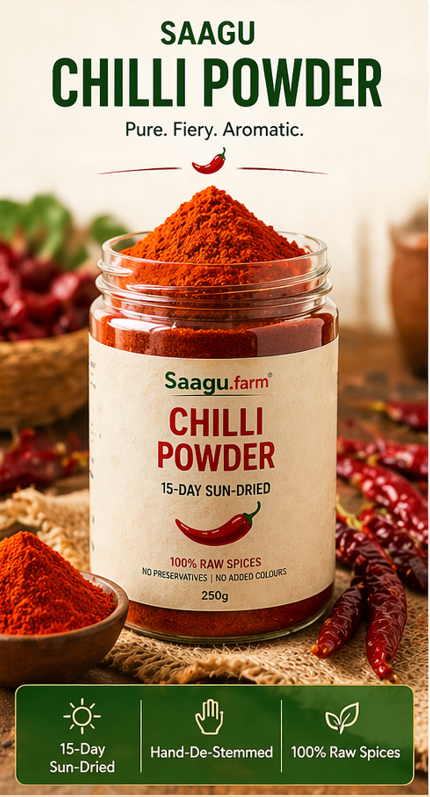 SAAGU
CHILLI POWDER
Pure. Fiery. Aromatic.
Saagu.farm®
CHILLI
POWDER
15-DAY SUN-DRIED
100% RAW SPICES
NO PRESERVATIVES | NO ADDED COLOURS
250g
15-Day
Sun-Dried
Hand-De-Stemmed
100% Raw Spices